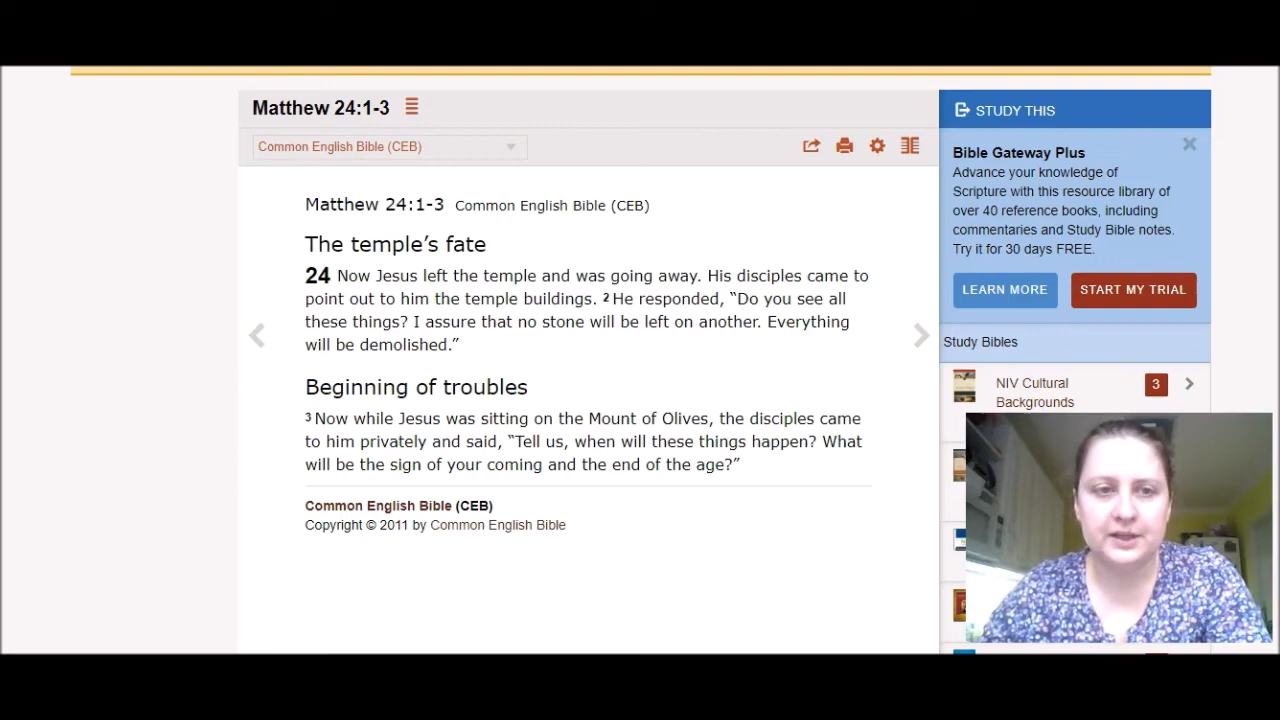 Matthew 24:1-3
Common English Bible (CEB)
Matthew 24:1-3 Common English Bible (CEB)
The temple’s fate
24 Now Jesus left the temple and was going away. His disciples came to
point out to him the temple buildings. 2 He responded, “Do you see all
these things? I assure that no stone will be left on another. Everything
will be demolished.”
Beginning of troubles
3 Now while Jesus was sitting on the Mount of Olives, the disciples came
to him privately and said, “Tell us, when will these things happen? What
will be the sign of your coming and the end of the age?”
Common English Bible (CEB)
Copyright © 2011 by Common English Bible
STUDY THIS
Bible Gateway Plus
Advance your knowledge of
Scripture with this resource library of
over 40 reference books, including
commentaries and Study Bible notes.
Try it for 30 days FREE.
LEARN MORE
START MY TRIAL
Study Bibles
NIV Cultural
Backgrounds
3